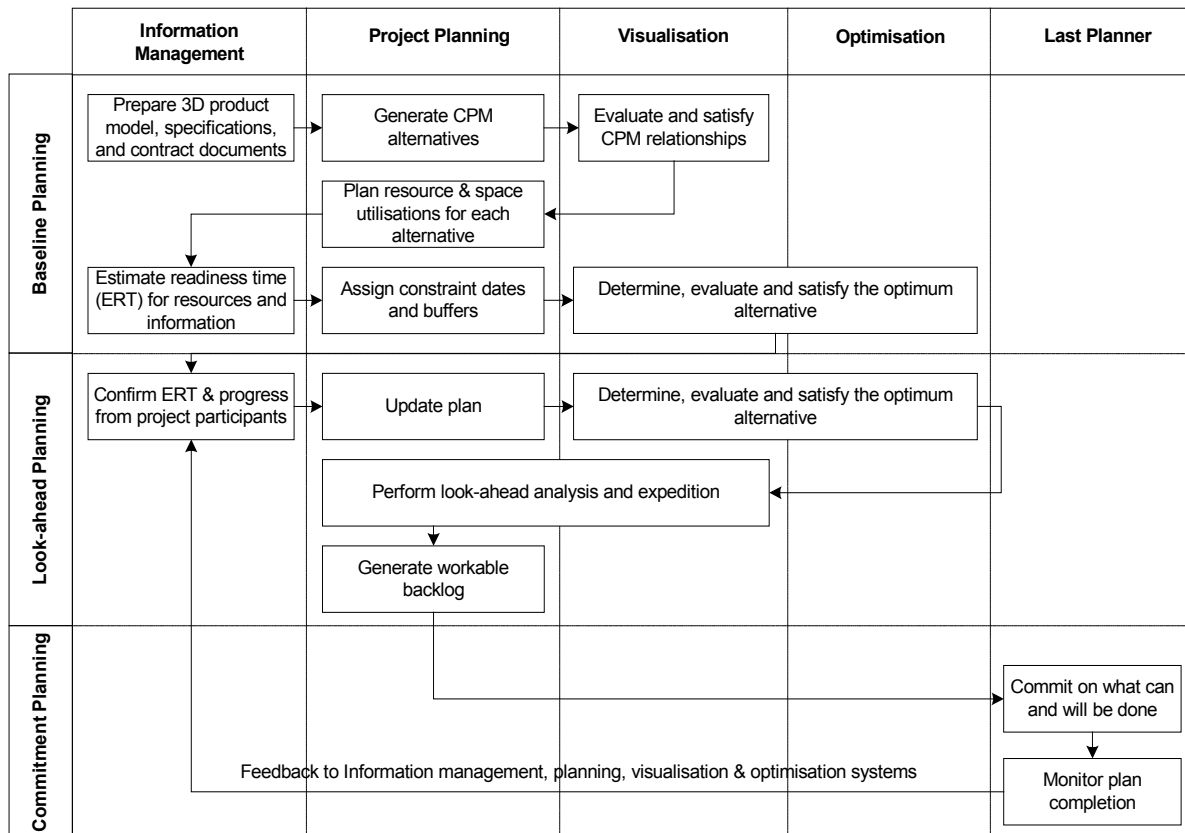 Information
Management
Project Planning
Visualisation
Optimisation
Last Planner
Baseline Planning
Prepare 3D product
model, specifications,
and contract documents
Generate CPM
alternatives
Evaluate and satisfy
CPM relationships
Plan resource & space
utilisations for each
alternative
Estimate readiness time
(ERT) for resources and
information
Assign constraint dates
and buffers
Determine, evaluate and satisfy the optimum
alternative
Look-ahead Planning
Confirm ERT & progress
from project participants
Update plan
Determine, evaluate and satisfy the optimum
alternative
Perform look-ahead analysis and expedition
Generate workable
backlog
Commitment Planning
Commit on what can
and will be done
Feedback to Information management, planning, visualisation & optimisation systems
Monitor plan
completion